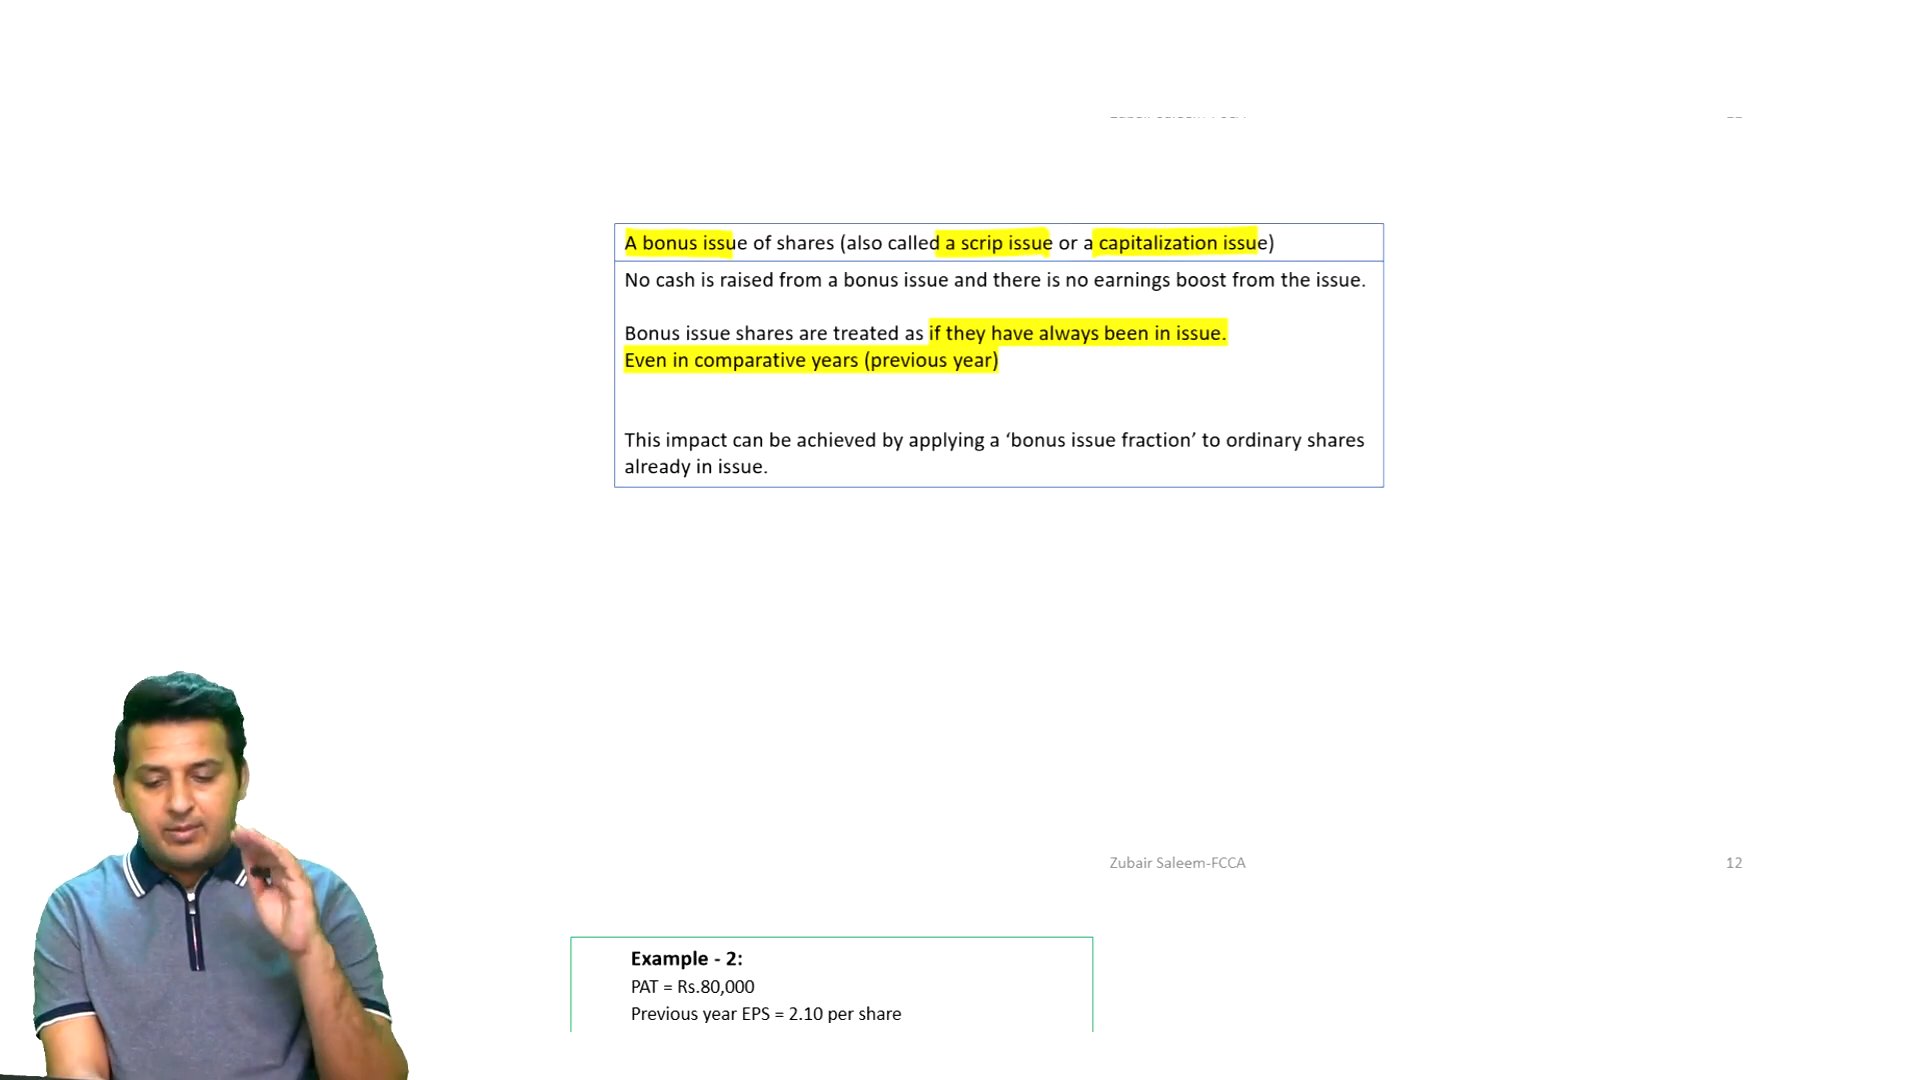 A bonus issue of shares (also called a scrip issue or a capitalization issue)
No cash is raised from a bonus issue and there is no earnings boost from the issue.
Bonus issue shares are treated as if they have always been in issue.
Even in comparative years (previous year)
This impact can be achieved by applying a ‘bonus issue fraction’ to ordinary shares
already in issue.
Zubair Saleem-FCCA 12
Example - 2:
PAT = Rs.80,000
Previous year EPS = 2.10 per share